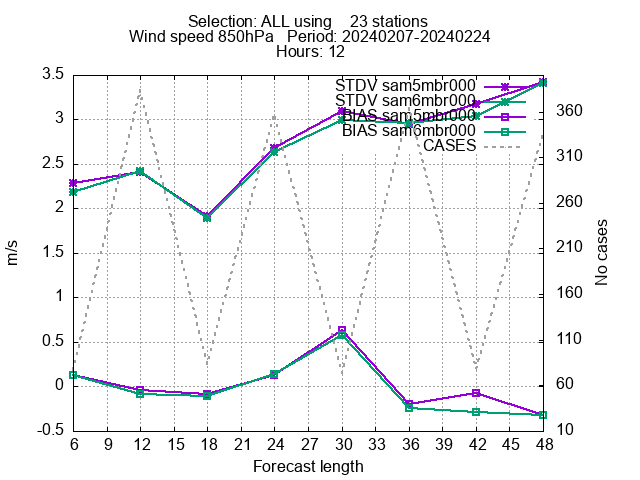 Selection: ALL using    23 stations
Wind speed 850hPa   Period: 20240207-20240224
Hours: 12
STDV sam5mbr000
STDV sam6mbr000
BIAS sam5mbr000
BIAS sam6mbr000
CASES
3.5
3
2.5
2
1.5
1
0.5
0
-0.5
m/s
360
310
260
210
160
110
60
10
No cases
6 9 12 15 18 21 24 27 30 33 36 39 42 45 48
Forecast length